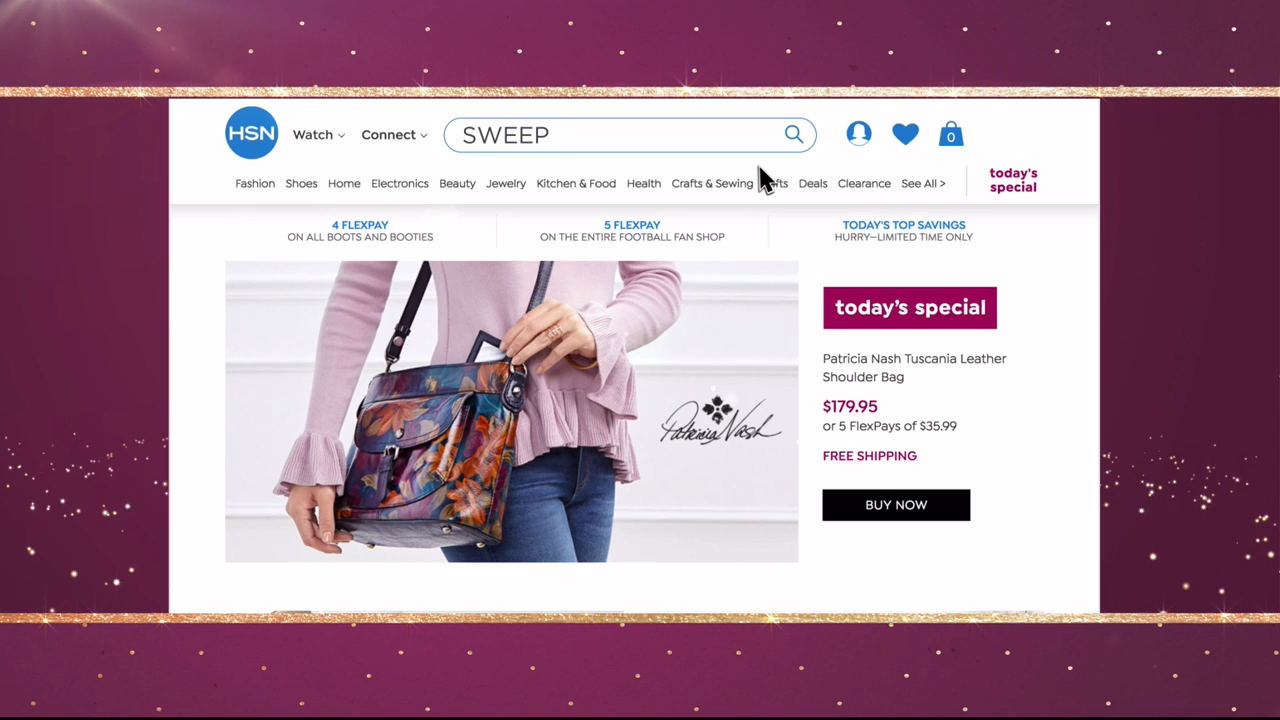 HSN
Watch
Connect
SWEEP
0
Fashion
Shoes
Home
Electronics
Beauty
Jewelry
Kitchen & Food
Health
Crafts & Sewing
Deals
Clearance
See All >
today's
special
4 FLEXPAY
ON ALL BOOTS AND BOOTIES
5 FLEXPAY
ON THE ENTIRE FOOTBALL FAN SHOP
TODAY'S TOP SAVINGS
HURRY—LIMITED TIME ONLY
Patricia Nash
today's special
Patricia Nash Tuscania Leather
Shoulder Bag
$179.95
or 5 FlexPays of $35.99
FREE SHIPPING
BUY NOW